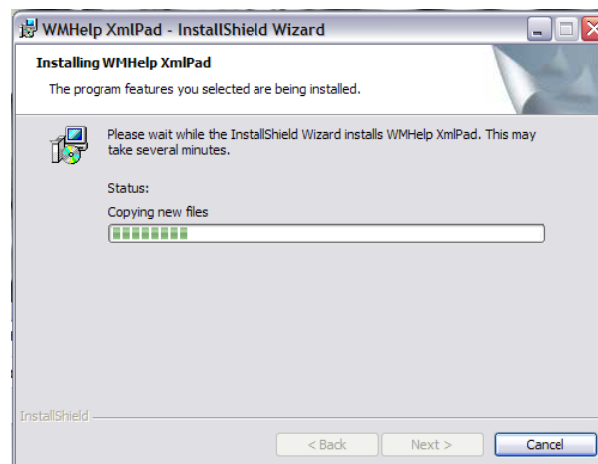 WMHelp XmlPad - InstallShield Wizard
Installing WMHelp XmlPad
The program features you selected are being installed.
Please wait while the InstallShield Wizard installs WMHelp XmlPad. This may
take several minutes.
Status:
Copying new files
InstallShield
< Back Next > Cancel